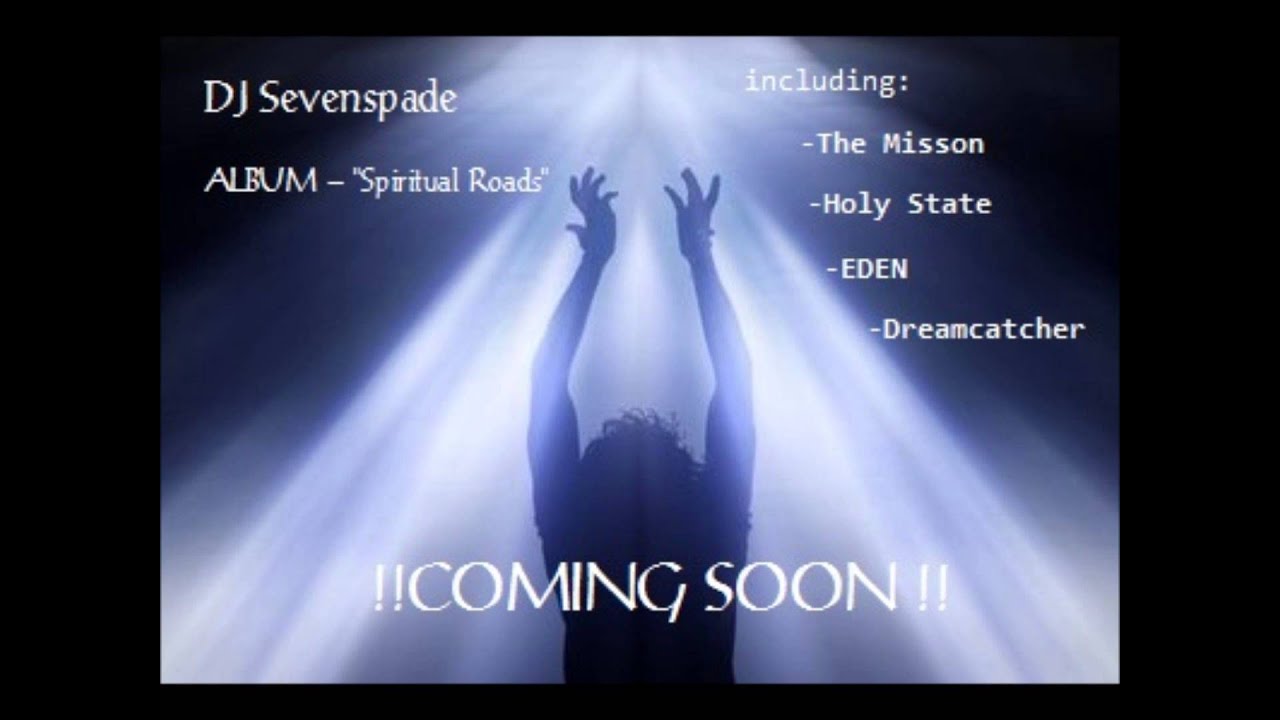 DJ Sevenspade
ALBUM – "Spiritual Roads"
including:
-The Misson
-Holy State
-EDEN
-Dreamcatcher
!!COMING SOON !!